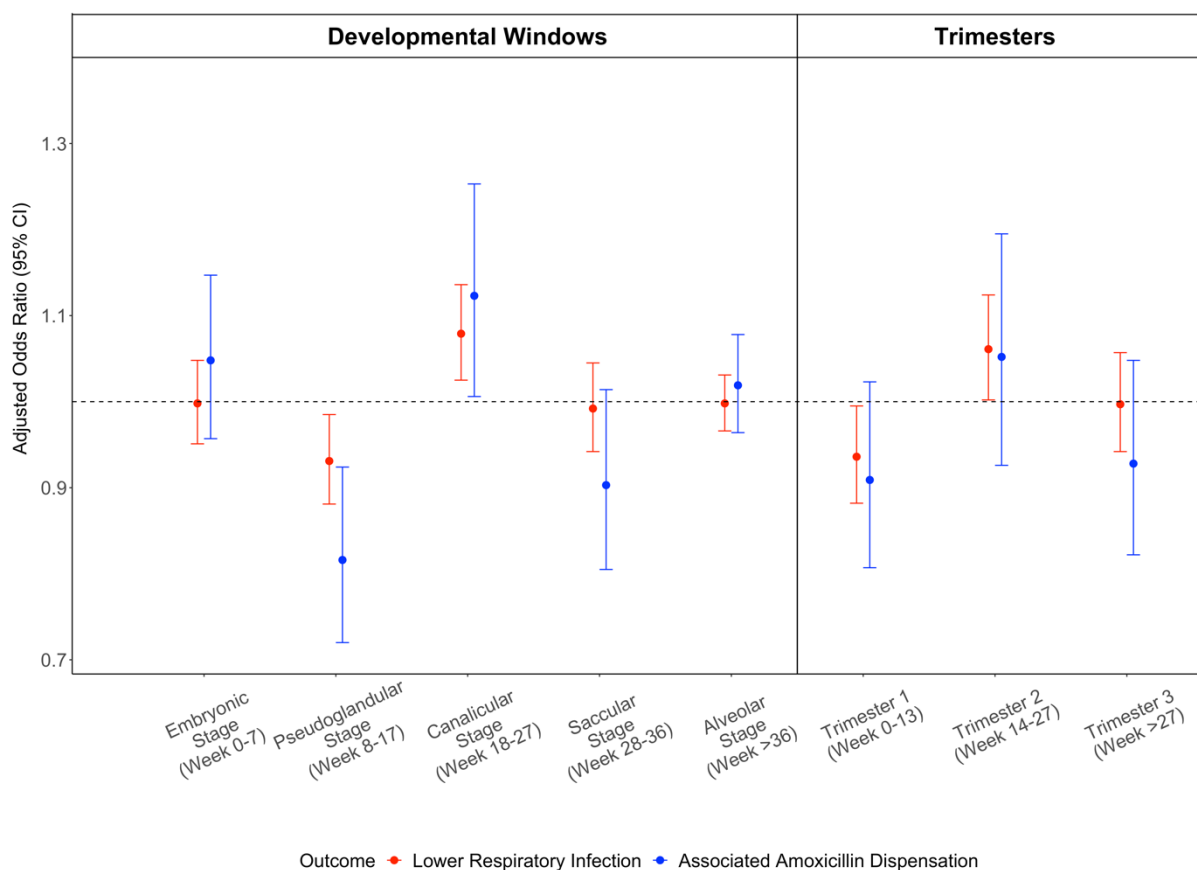 Developmental Windows
Trimesters
Adjusted Odds Ratio (95% CI)
1.3
1.1
0.9
0.7
Embryonic
Stage
(Week 0-7)
Pseudoglandular
Stage
(Week 8-17)
Canalicular
Stage
(Week 18-27)
Saccular
Stage
(Week 28-36)
Alveolar
Stage
(Week >36)
Trimester 1
(Week 0-13)
Trimester 2
(Week 14-27)
Trimester 3
(Week >27)
Outcome Lower Respiratory Infection Associated Amoxicillin Dispensation